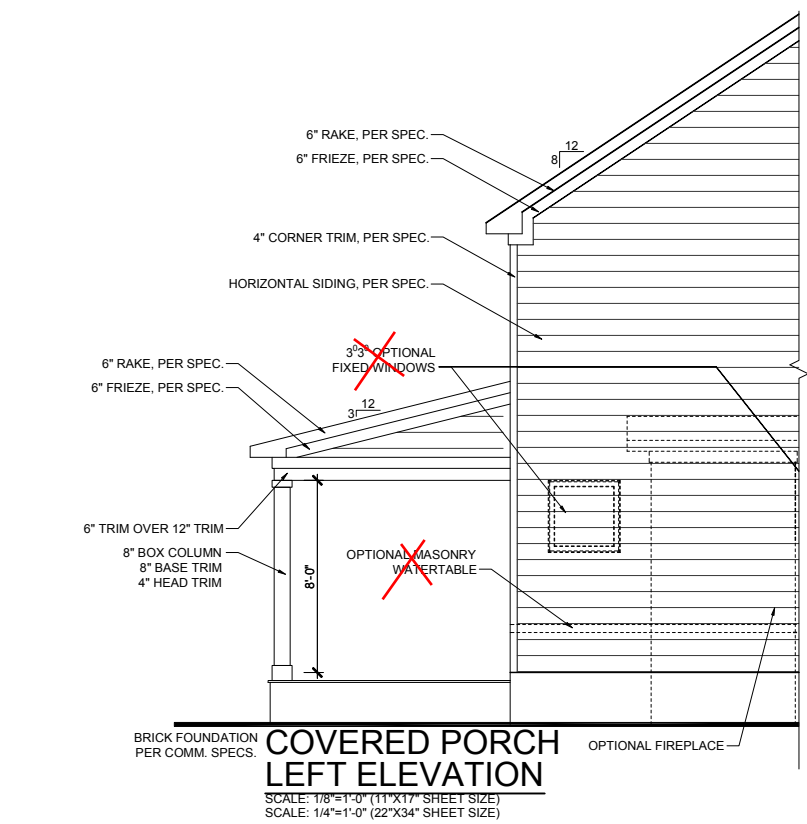 6" RAKE, PER SPEC.
12
8
6" FRIEZE, PER SPEC.
4" CORNER TRIM, PER SPEC.
HORIZONTAL SIDING, PER SPEC.
3⁰3⁰ OPTIONAL
FIXED WINDOWS
6" RAKE, PER SPEC.
6" FRIEZE, PER SPEC.
12
3
6" TRIM OVER 12" TRIM
8" BOX COLUMN
8" BASE TRIM
4" HEAD TRIM
8'-0"
OPTIONAL MASONRY
WATERTABLE
BRICK FOUNDATION
PER COMM. SPECS.
COVERED PORCH
LEFT ELEVATION
OPTIONAL FIREPLACE
SCALE: 1/8"=1'-0" (11"X17" SHEET SIZE)
SCALE: 1/4"=1'-0" (22"X34" SHEET SIZE)